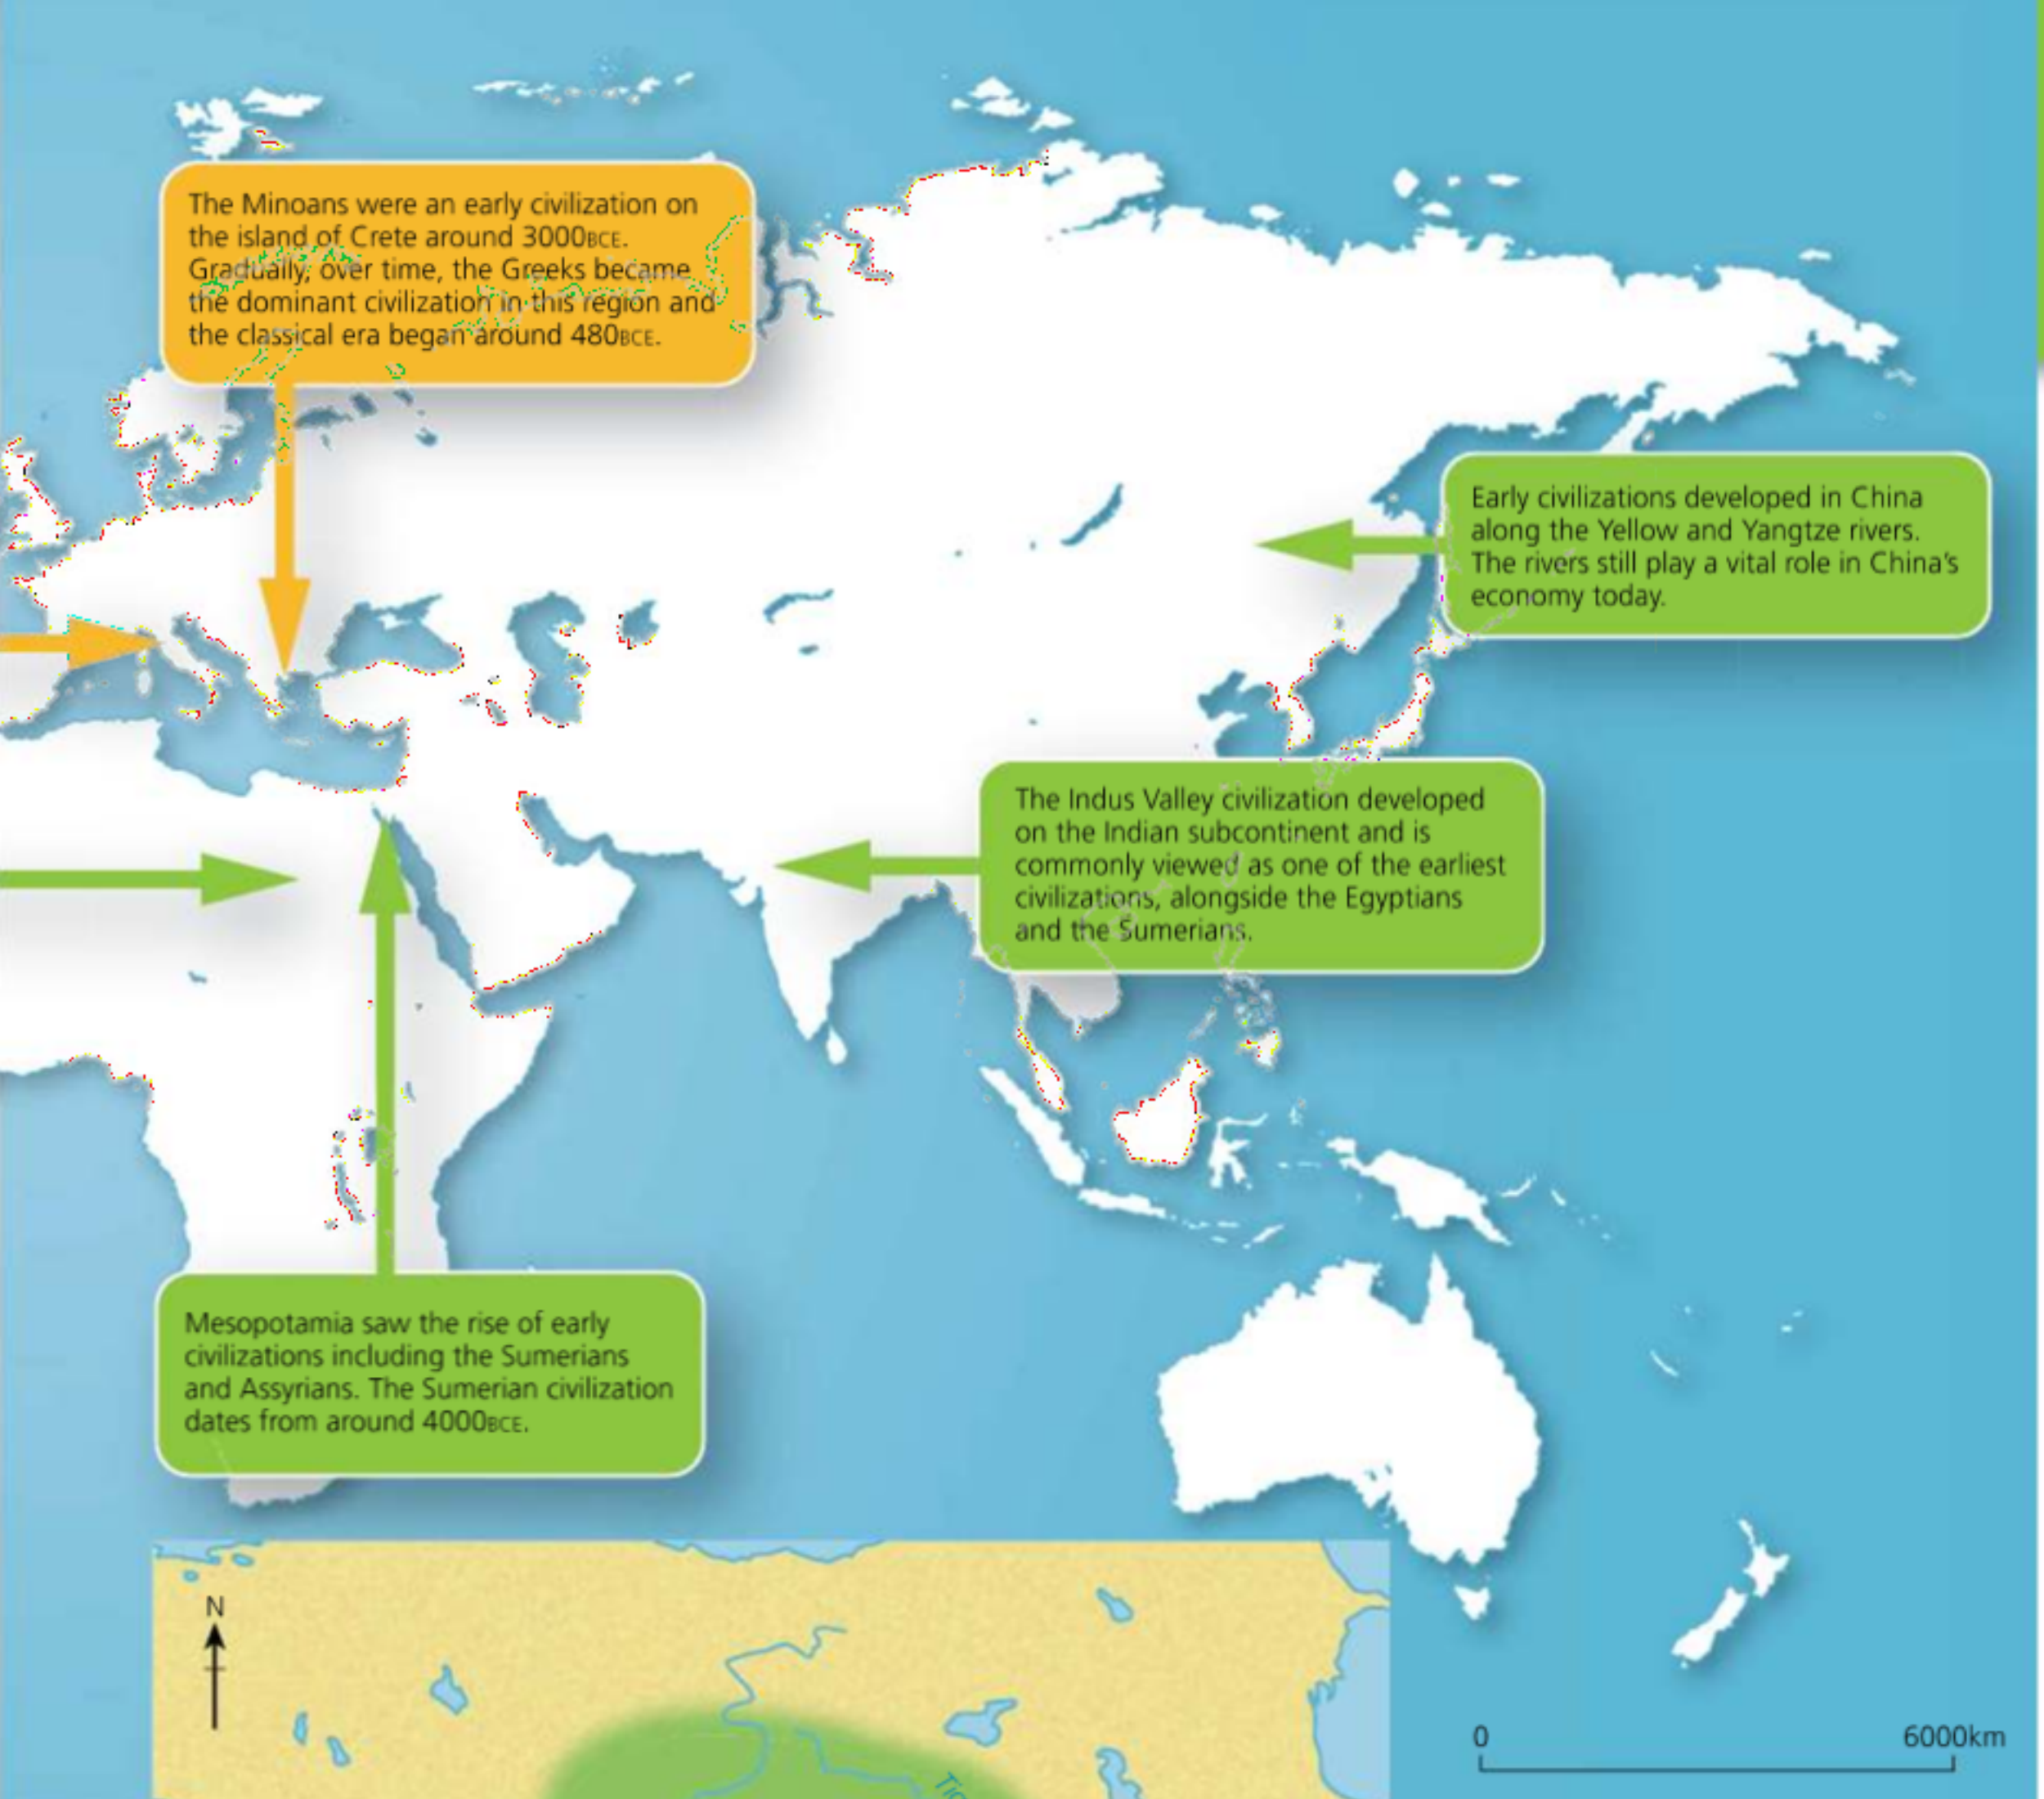 The Minoans were an early civilization on
the island of Crete around 3000BCE.
Gradually, over time, the Greeks became
the dominant civilization in this region and
the classical era began around 480BCE.
Early civilizations developed in China
along the Yellow and Yangtze rivers.
The rivers still play a vital role in China's
economy today.
The Indus Valley civilization developed
on the Indian subcontinent and is
commonly viewed as one of the earliest
civilizations, alongside the Egyptians
and the Sumerians.
Mesopotamia saw the rise of early
civilizations including the Sumerians
and Assyrians. The Sumerian civilization
dates from around 4000BCE.
N
0 6000km